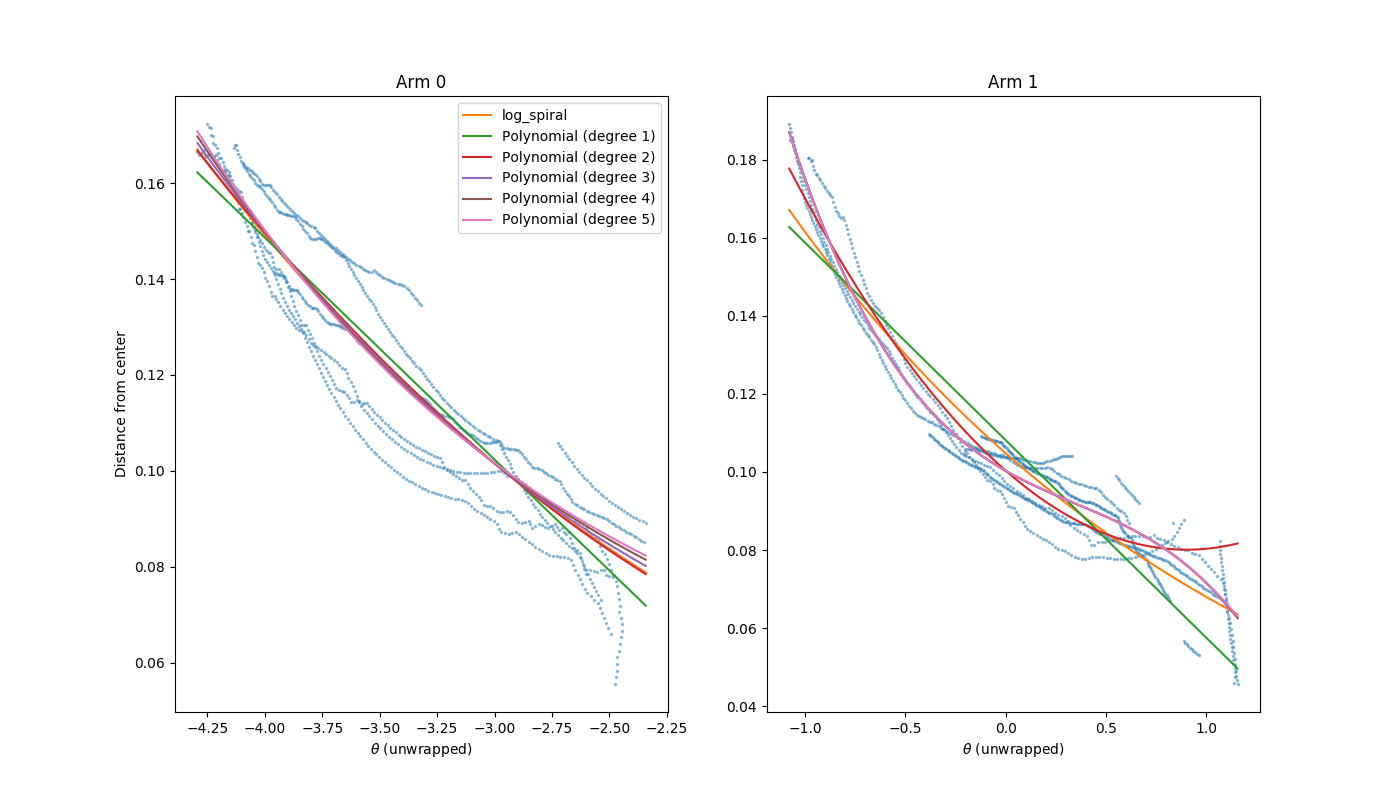 Arm 0
log_spiral
Polynomial (degree 1)
Polynomial (degree 2)
Polynomial (degree 3)
Polynomial (degree 4)
Polynomial (degree 5)
Distance from center
0.16
0.14
0.12
0.10
0.08
0.06
−4.25 −4.00 −3.75 −3.50 −3.25 −3.00 −2.75 −2.50 −2.25
θ (unwrapped)
Arm 1
0.18
0.16
0.14
0.12
0.10
0.08
0.06
0.04
−1.0 −0.5 0.0 0.5 1.0
θ (unwrapped)